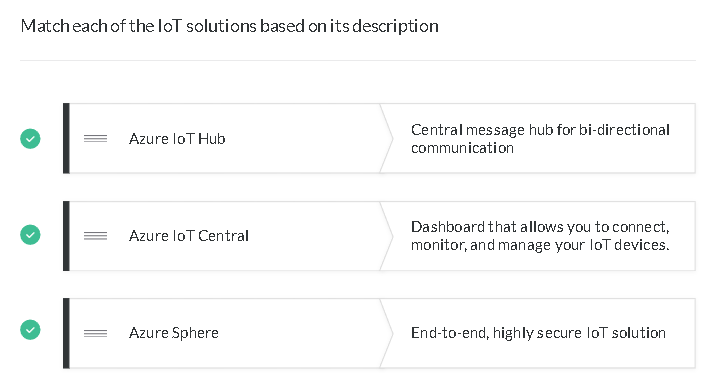 Match each of the IoT solutions based on its description
Azure IoT Hub
Central message hub for bi-directional
communication
Azure IoT Central
Dashboard that allows you to connect,
monitor, and manage your IoT devices.
Azure Sphere
End-to-end, highly secure IoT solution